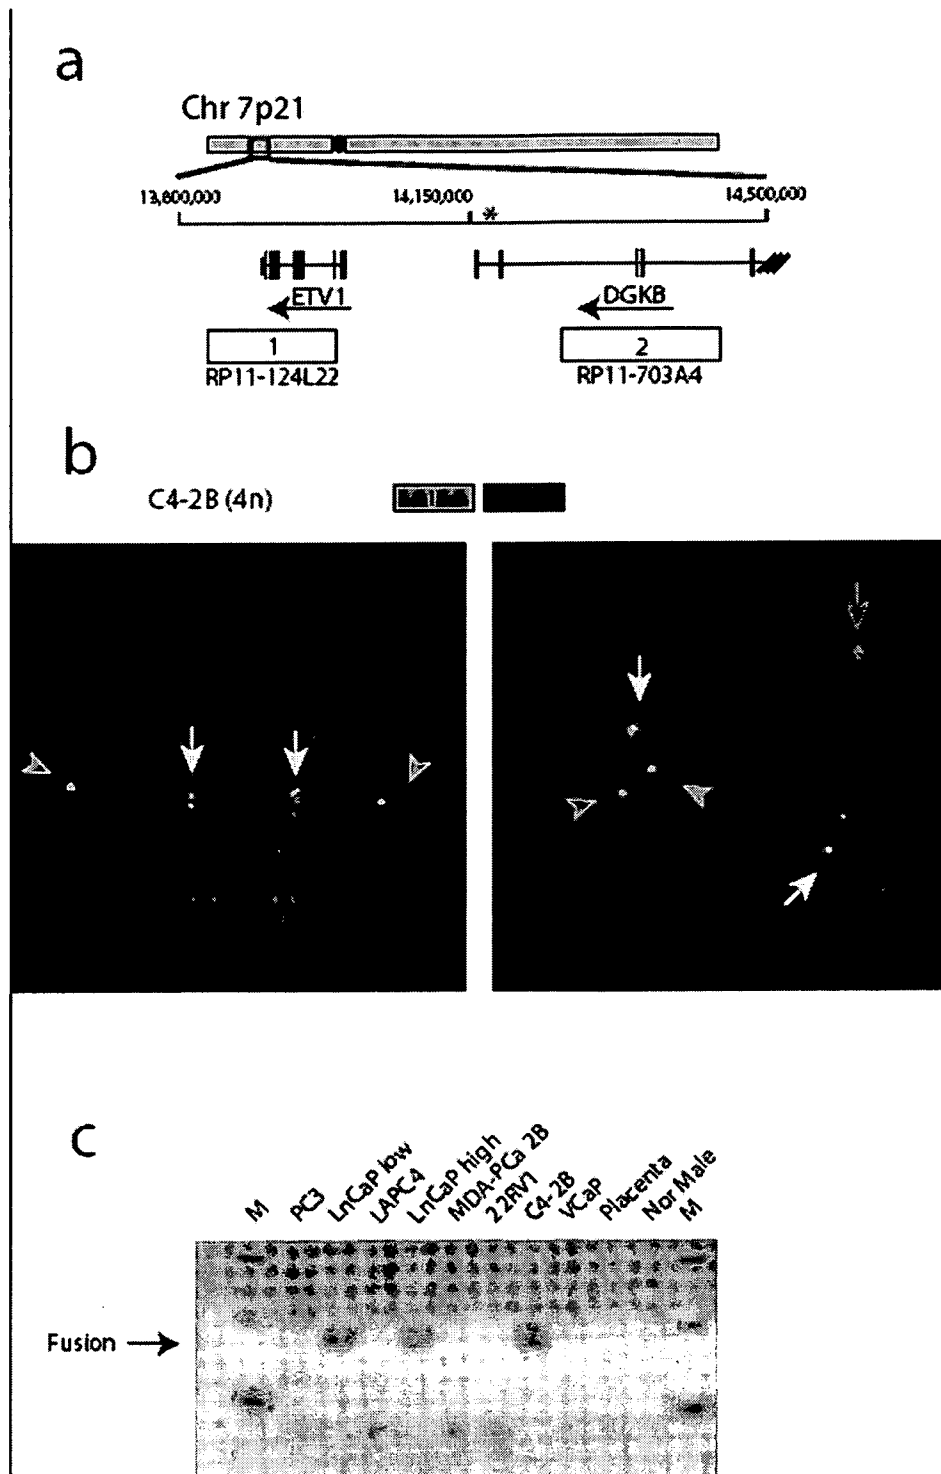 a
Chr 7p21
13,800,000 14,150,000 14,500,000
*
ETV1 DGKB
1 2
RP11-124L22 RP11-703A4
b
C4-2B (4n) 1
c
M PC3 LnCaP low LAPC4 LnCaP high MDA-PCa 2B 22RV1 C4-2B VCaP Placenta Nor Male M
Fusion